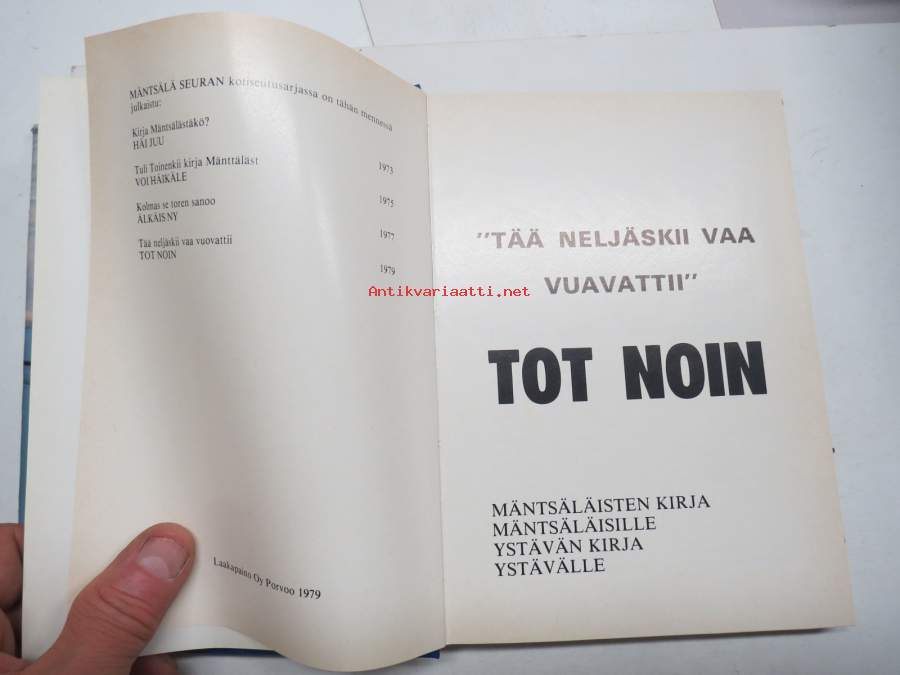 MÄNTSÄLÄ SEURAN kotiseutusarjassa on tähän mennessä
julkaistu:
Kirja Mäntsälästäkö?
HÄI JUU
1973
Tuli Toinenkii kirja Mänttäläst
VOI HÄIKÄLE
1975
Kolmas se toren sanoo
ÄLKÄIS NY
1977
Tää neljäskii vaa vuovattii
TOT NOIN
1979
Laakapaino Oy Porvoo 1979
"TÄÄ NELJÄSKII VAA
VUAVATTII"
TOT NOIN
MÄNTSÄLÄISTEN KIRJA
MÄNTSÄLÄISILLE
YSTÄVÄN KIRJA
YSTÄVÄLLE
Antikvariaatti.net